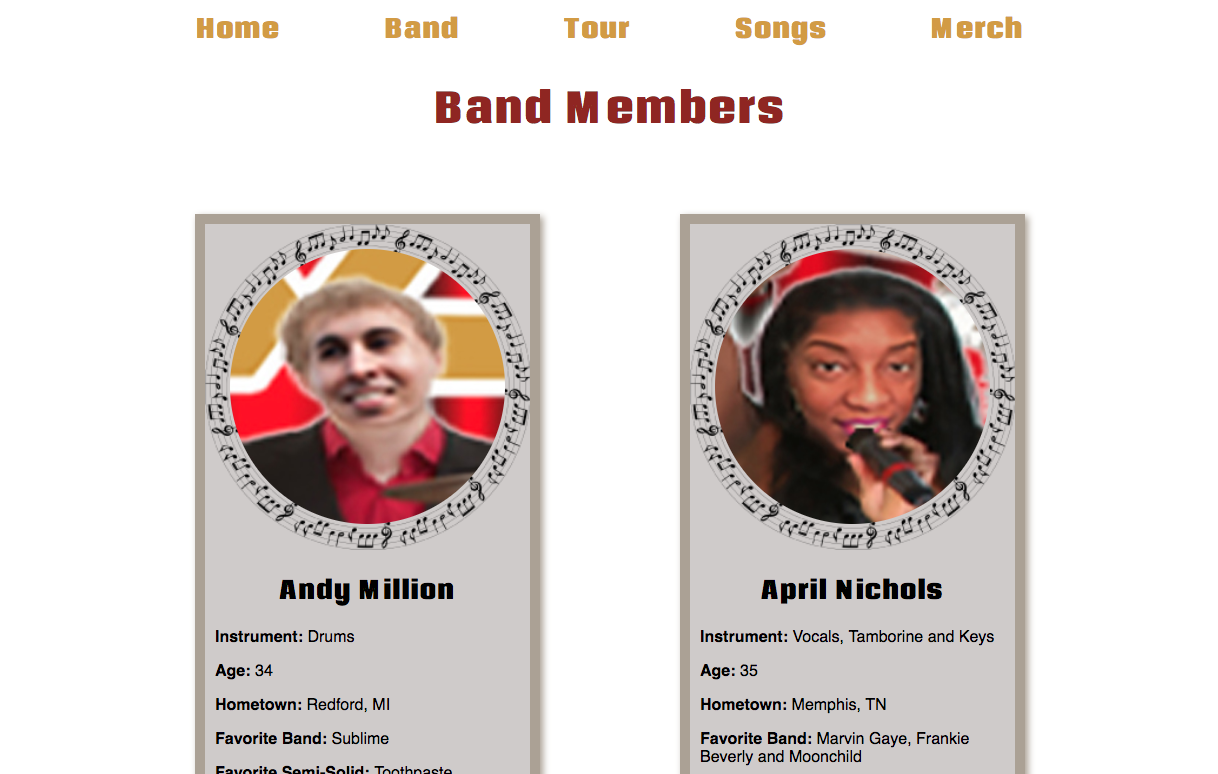 Home Band Tour Songs Merch
Band Members
Andy Million
Instrument: Drums
Age: 34
Hometown: Redford, MI
Favorite Band: Sublime
Favorite Semi-Solid: Toothpaste
April Nichols
Instrument: Vocals, Tamborine and Keys
Age: 35
Hometown: Memphis, TN
Favorite Band: Marvin Gaye, Frankie
Beverly and Moonchild